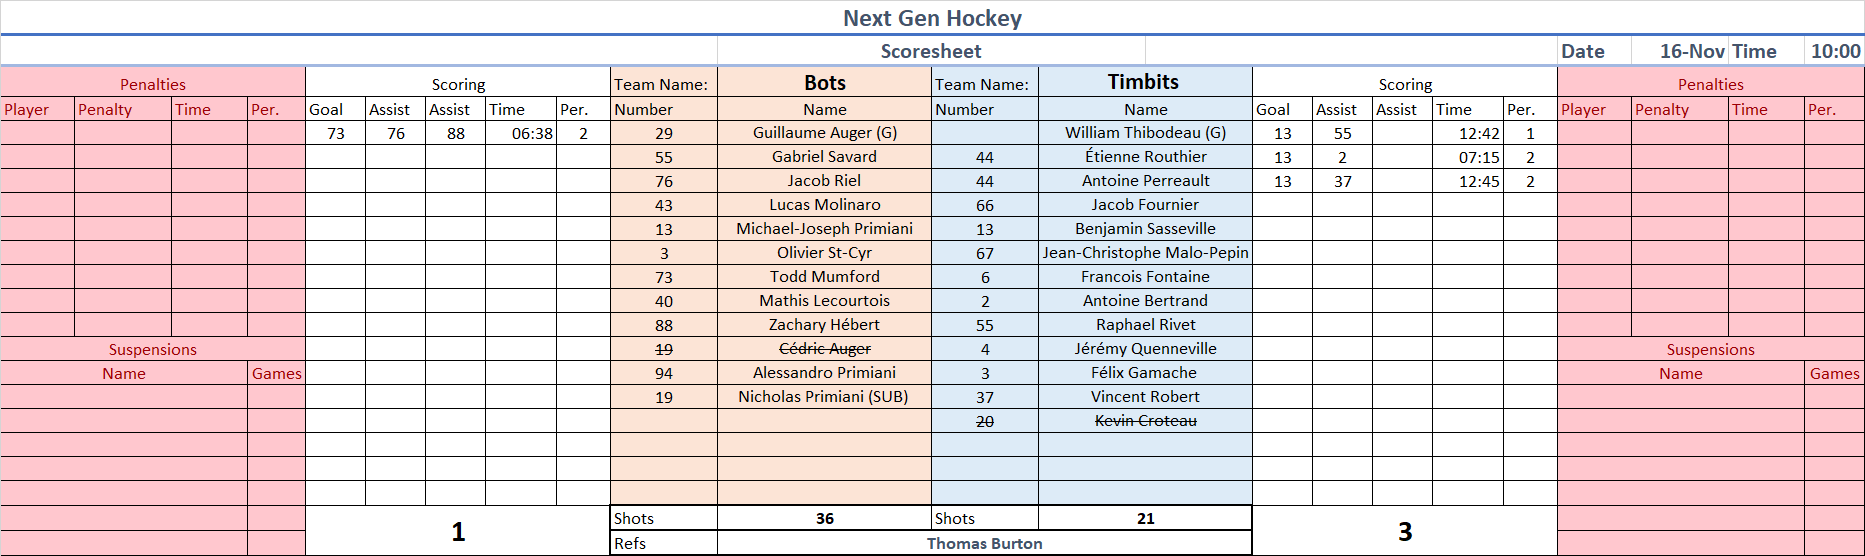 Next Gen Hockey
Scoresheet Date 16-Nov Time 10:00
Penalties Scoring Team Name: Bots Team Name: Timbits Scoring Penalties
Player Penalty Time Per. Goal Assist Assist Time Per. Number Name Number Name Goal Assist Assist Time Per. Player Penalty Time Per.
73 76 88 06:38 2 29 Guillaume Auger (G) William Thibodeau (G) 13 55 12:42 1
55 Gabriel Savard 44 Étienne Routhier 13 2 07:15 2
76 Jacob Riel 44 Antoine Perreault 13 37 12:45 2
43 Lucas Molinaro 66 Jacob Fournier
13 Michael-Joseph Primiani 13 Benjamin Sasseville
3 Olivier St-Cyr 67 Jean-Christophe Malo-Pepin
73 Todd Mumford 6 Francois Fontaine
40 Mathis Lecourtois 2 Antoine Bertrand
88 Zachary Hébert 55 Raphael Rivet
Suspensions 19 Cédric Auger 4 Jérémy Quenneville Suspensions
Name Games 94 Alessandro Primiani 3 Félix Gamache Name Games
19 Nicholas Primiani (SUB) 37 Vincent Robert
20 Kevin Croteau
1 Shots 36 Shots 21 3
Refs Thomas Burton